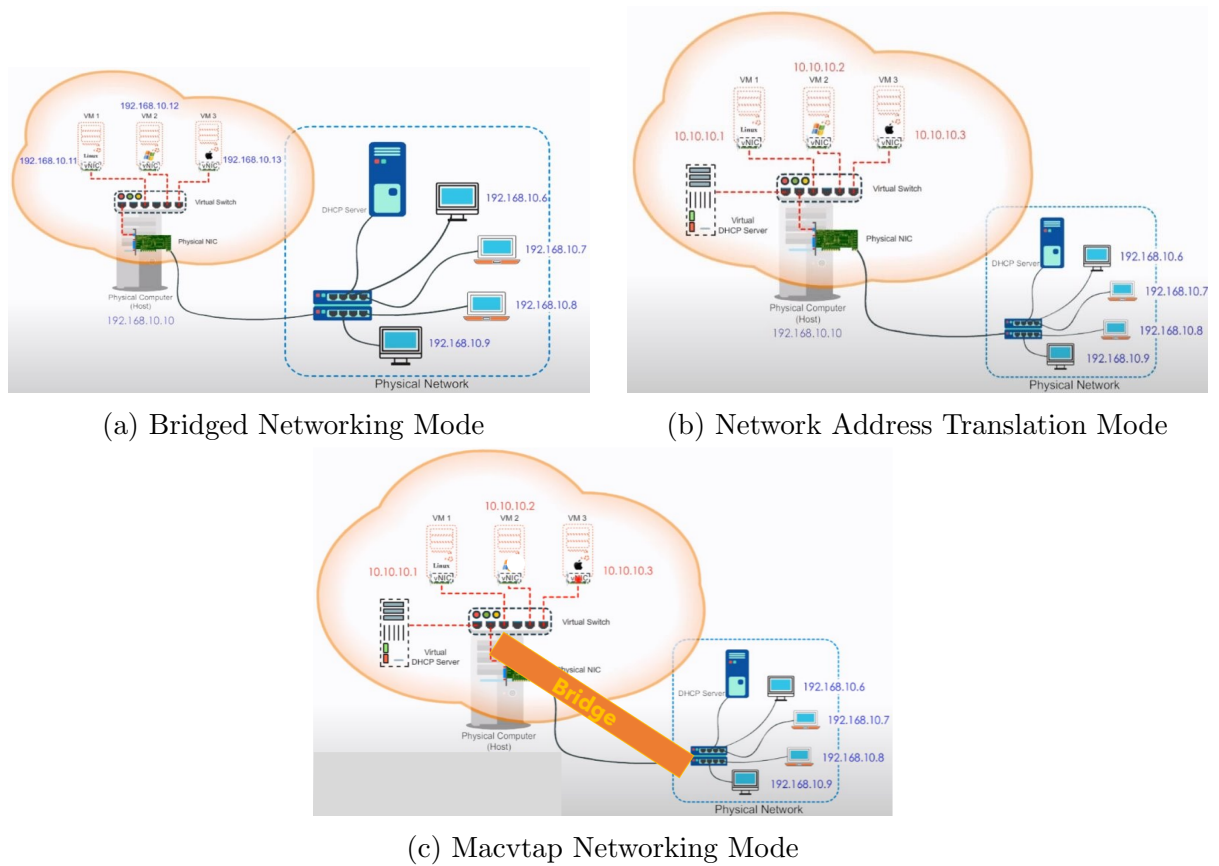 VM 1
192.168.10.12
VM 2
VM 3
192.168.10.11
Linux
vNIC
vNIC
vNIC
192.168.10.13
Virtual Switch
Physical NIC
Physical Computer
(Host)
192.168.10.10
DHCP Server
192.168.10.6
192.168.10.7
192.168.10.8
192.168.10.9
Physical Network
(a) Bridged Networking Mode
10.10.10.2
VM 1
VM 2
VM 3
10.10.10.1
Linux
vNIC
vNIC
vNIC
10.10.10.3
Virtual Switch
Virtual
DHCP Server
Physical NIC
Physical Computer
(Host)
192.168.10.10
DHCP Server
192.168.10.6
192.168.10.7
192.168.10.8
192.168.10.9
Physical Network
(b) Network Address Translation Mode
10.10.10.2
VM 1
VM 2
VM 3
10.10.10.1
Linux
vNIC
vNIC
vNIC
10.10.10.3
Virtual Switch
Virtual
DHCP Server
Physical NIC
Bridge
Physical Computer
(Host)
DHCP Server
192.168.10.6
192.168.10.7
192.168.10.8
192.168.10.9
Physical Network
(c) Macvtap Networking Mode